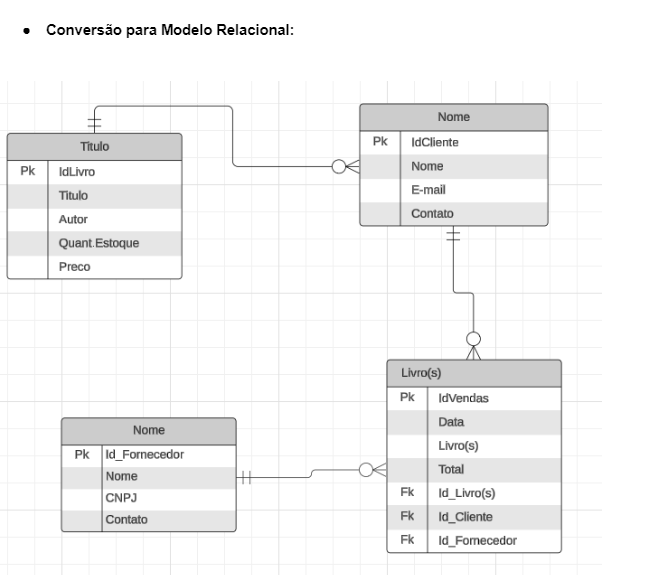 ● Conversão para Modelo Relacional:
Titulo
Pk IdLivro
Titulo
Autor
Quant.Estoque
Preco
Nome
Pk IdCliente
Nome
E-mail
Contato
Nome
Pk Id_Fornecedor
Nome
CNPJ
Contato
Livro(s)
Pk IdVendas
Data
Livro(s)
Total
Fk Id_Livro(s)
Fk Id_Cliente
Fk Id_Fornecedor